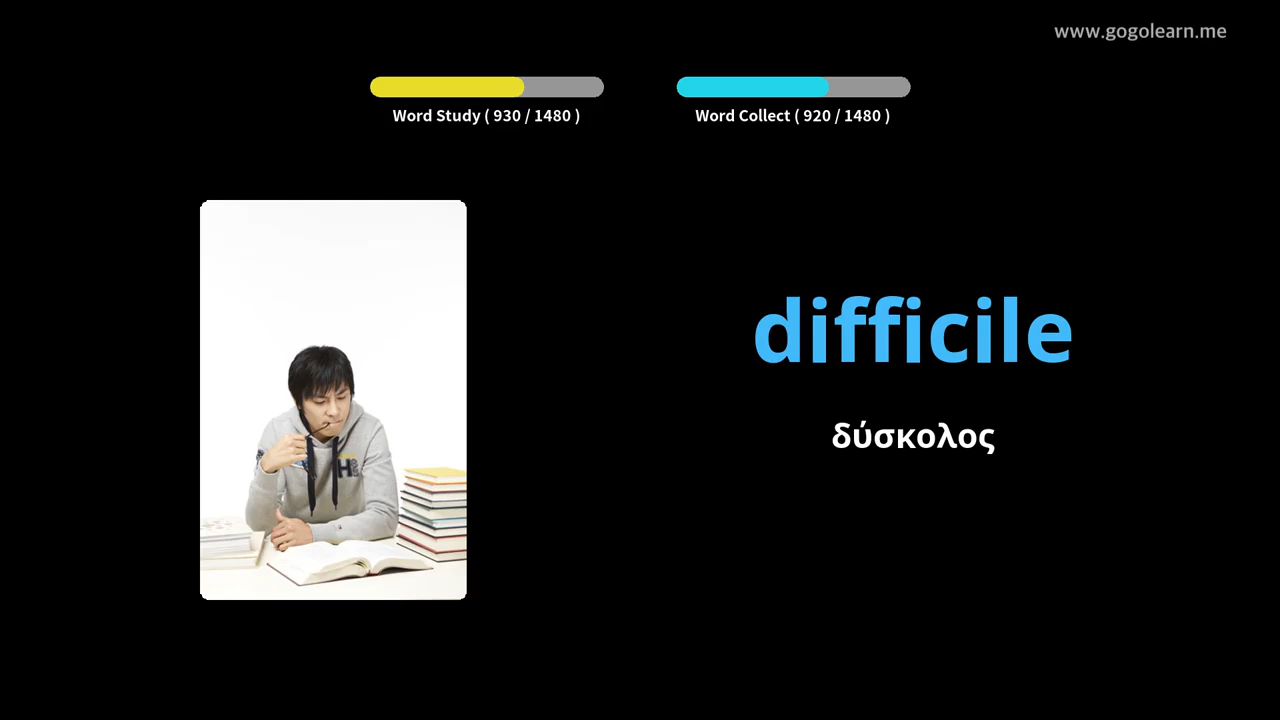 www.gogolearn.me
Word Study ( 930 / 1480 )
Word Collect ( 920 / 1480 )
difficile
δύσκολος
H